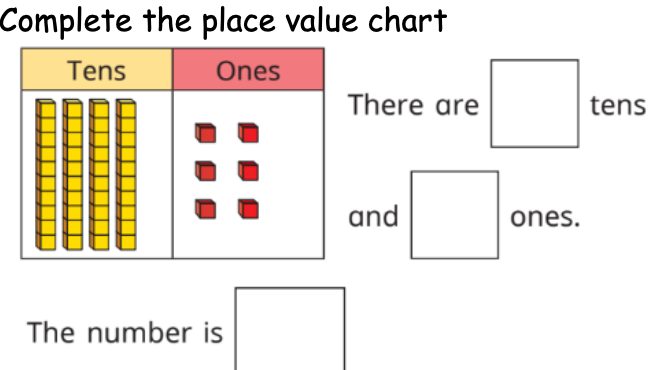 Complete the place value chart
Tens Ones
There are tens
and ones.
The number is